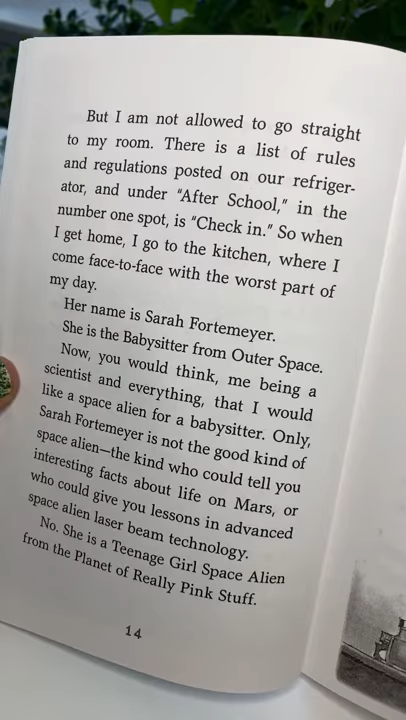 But I am not allowed to go straight
to my room. There is a list of rules
and regulations posted on our refriger-
ator, and under "After School," in the
number one spot, is "Check in." So when
I get home, I go to the kitchen, where I
come face-to-face with the worst part of
my day.
Her name is Sarah Fortemeyer.
She is the Babysitter from Outer Space.
Now, you would think, me being a
scientist and everything, that I would
like a space alien for a babysitter. Only,
Sarah Fortemeyer is not the good kind of
space alien—the kind who could tell you
interesting facts about life on Mars, or
who could give you lessons in advanced
space alien laser beam technology.
No. She is a Teenage Girl Space Alien
from the Planet of Really Pink Stuff.
14